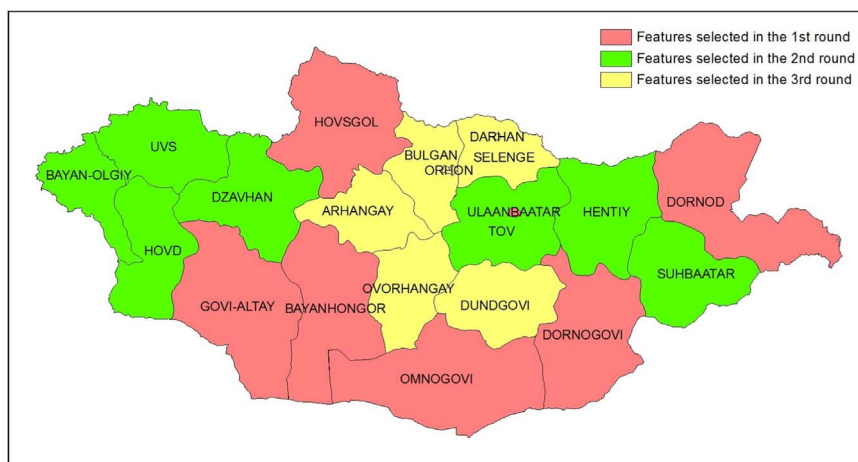 Features selected in the 1st round
Features selected in the 2nd round
Features selected in the 3rd round
HOVSGOL
DARHAN
UVS
BULGAN
SELENGE
BAYAN-OLGIY
ORHON
DZAVHAN
DORNOD
ARHANGAY
ULAANBAATAR
HENTIY
TOV
HOVD
SUHBAATAR
OVORHANGAY
GOVI-ALTAY
BAYANHONGOR
DUNDGOVI
DORNOGOVI
OMNOGOVI